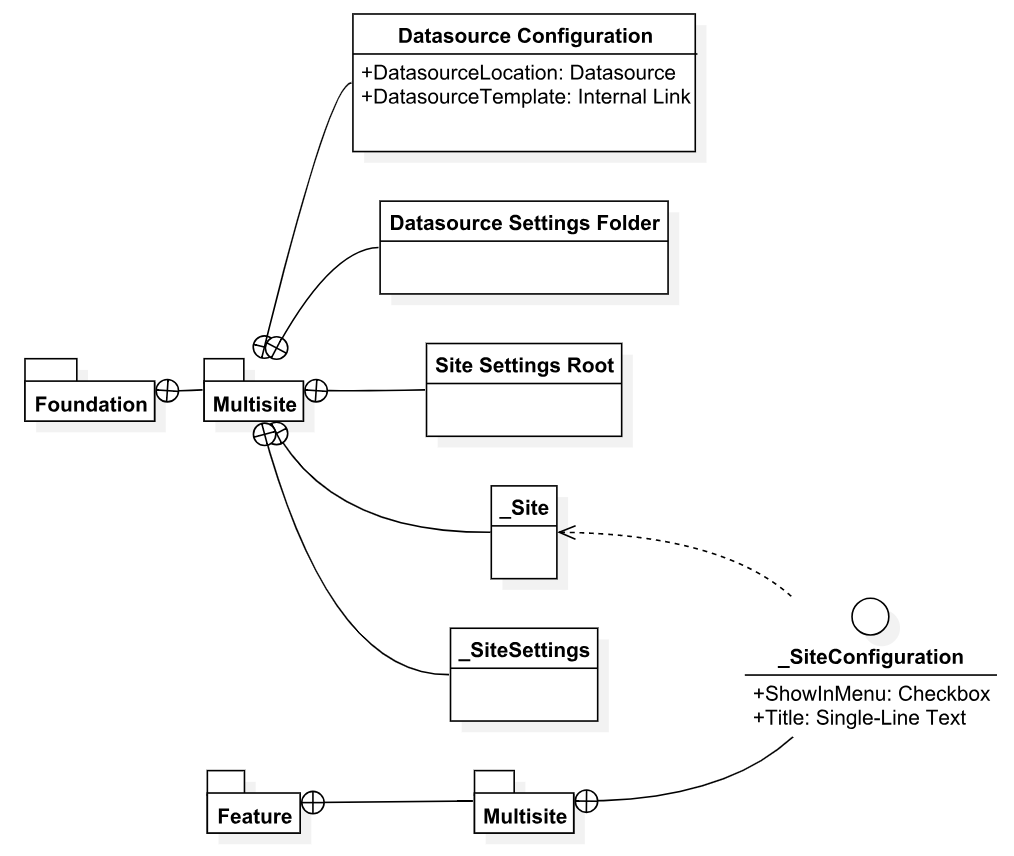 Datasource Configuration
+DatasourceLocation: Datasource
+DatasourceTemplate: Internal Link
Datasource Settings Folder
Site Settings Root
Foundation
Multisite
_Site
_SiteSettings
_SiteConfiguration
+ShowInMenu: Checkbox
+Title: Single-Line Text
Feature
Multisite